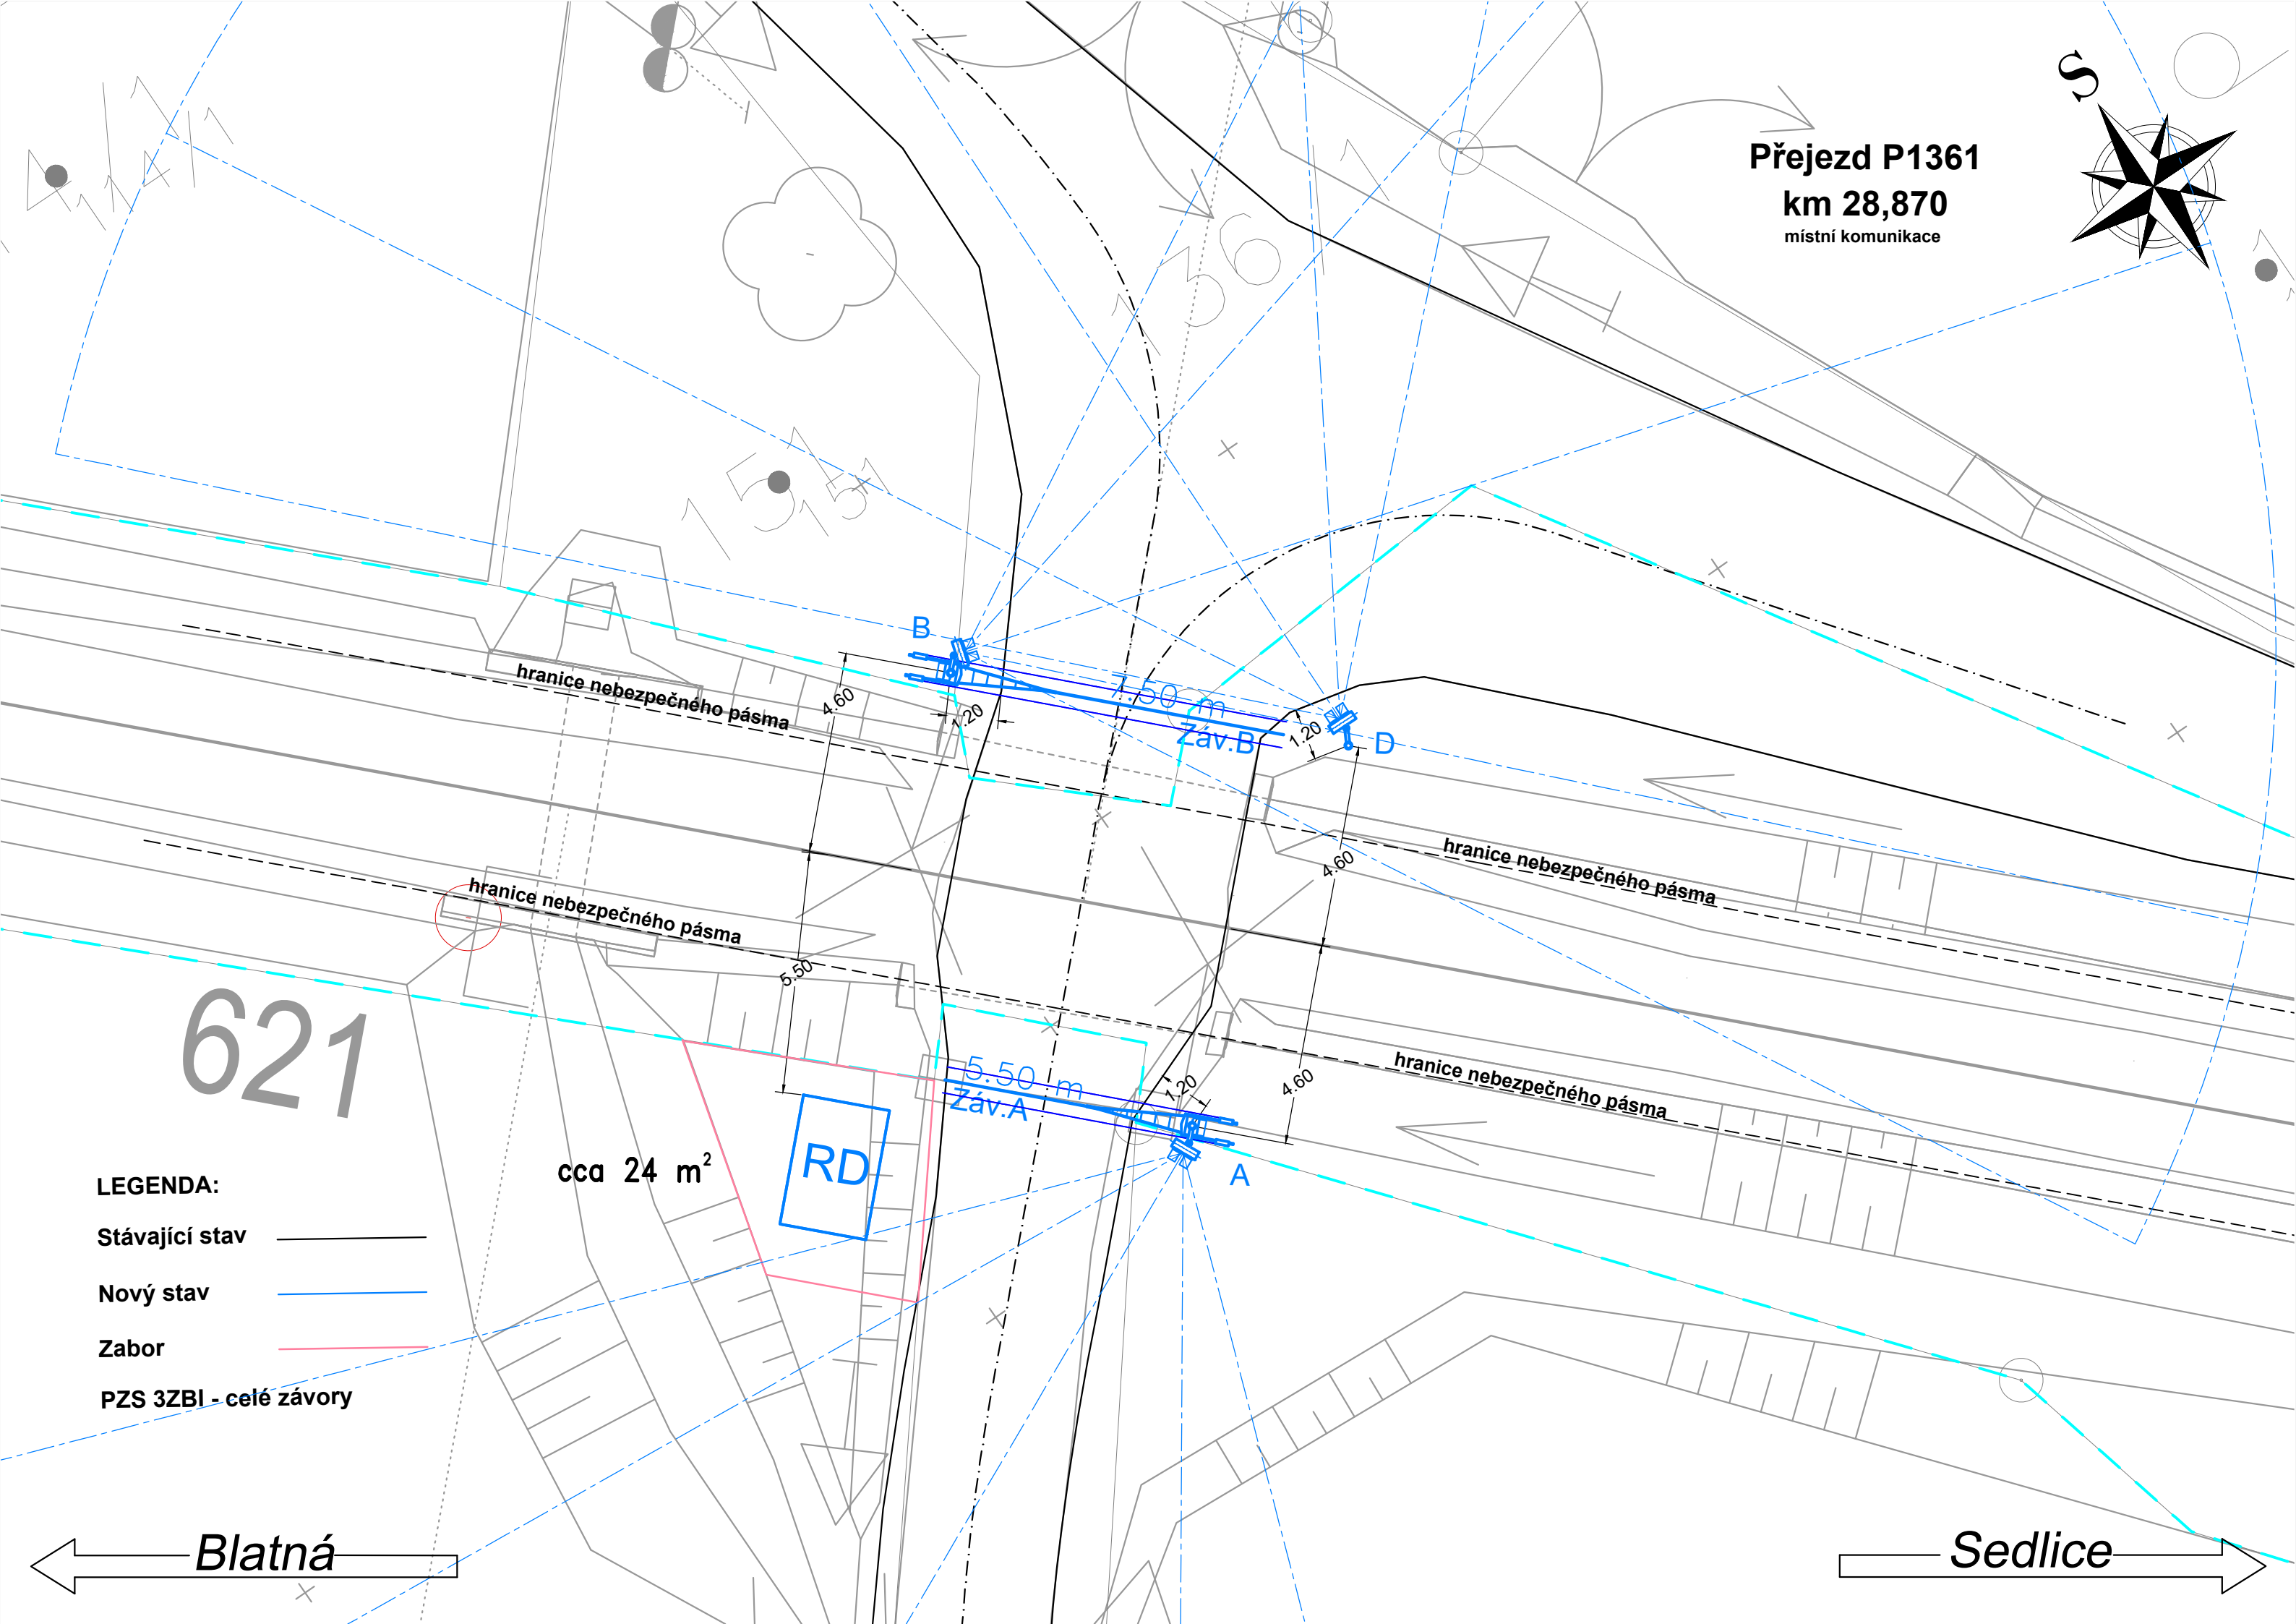 S
Přejezd P1361
km 28,870
místní komunikace
B
hranice nebezpečného pásma
4.60
1.20
7.50 m
Záv.B
1.20
D
hranice nebezpečného pásma
4.60
hranice nebezpečného pásma
5.50
621
5.50 m
Záv.A
1.20
4.60
hranice nebezpečného pásma
A
RD
cca 24 m²
LEGENDA:
Stávající stav
Nový stav
Zabor
PZS 3ZBI - celé závory
Blatná
Sedlice